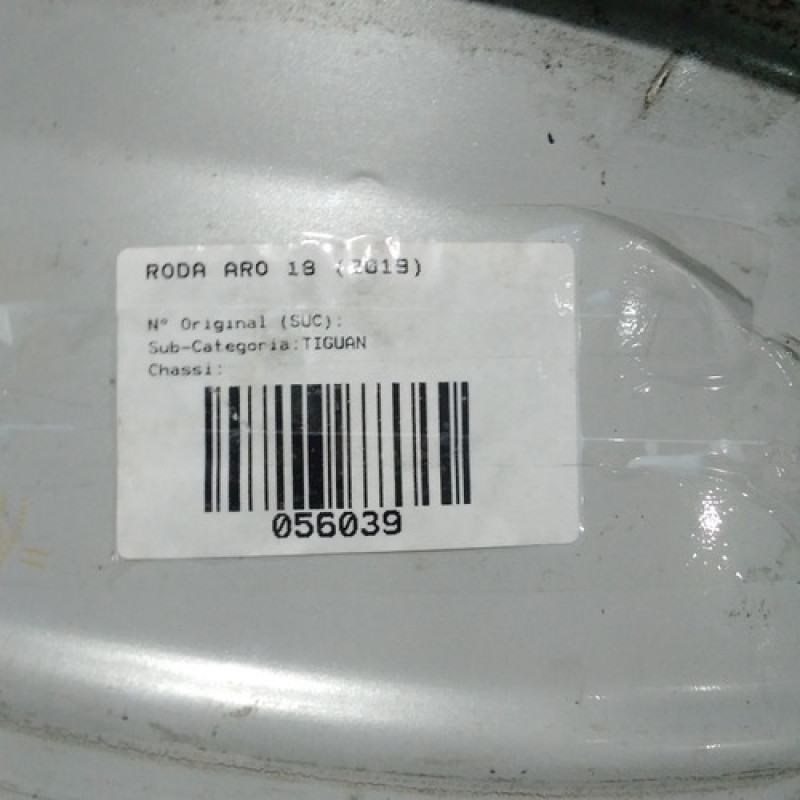 RODA ARO 18 (2019)
Nº Original (SUC):
Sub-Categoria:TIGUAN
Chassi:
056039